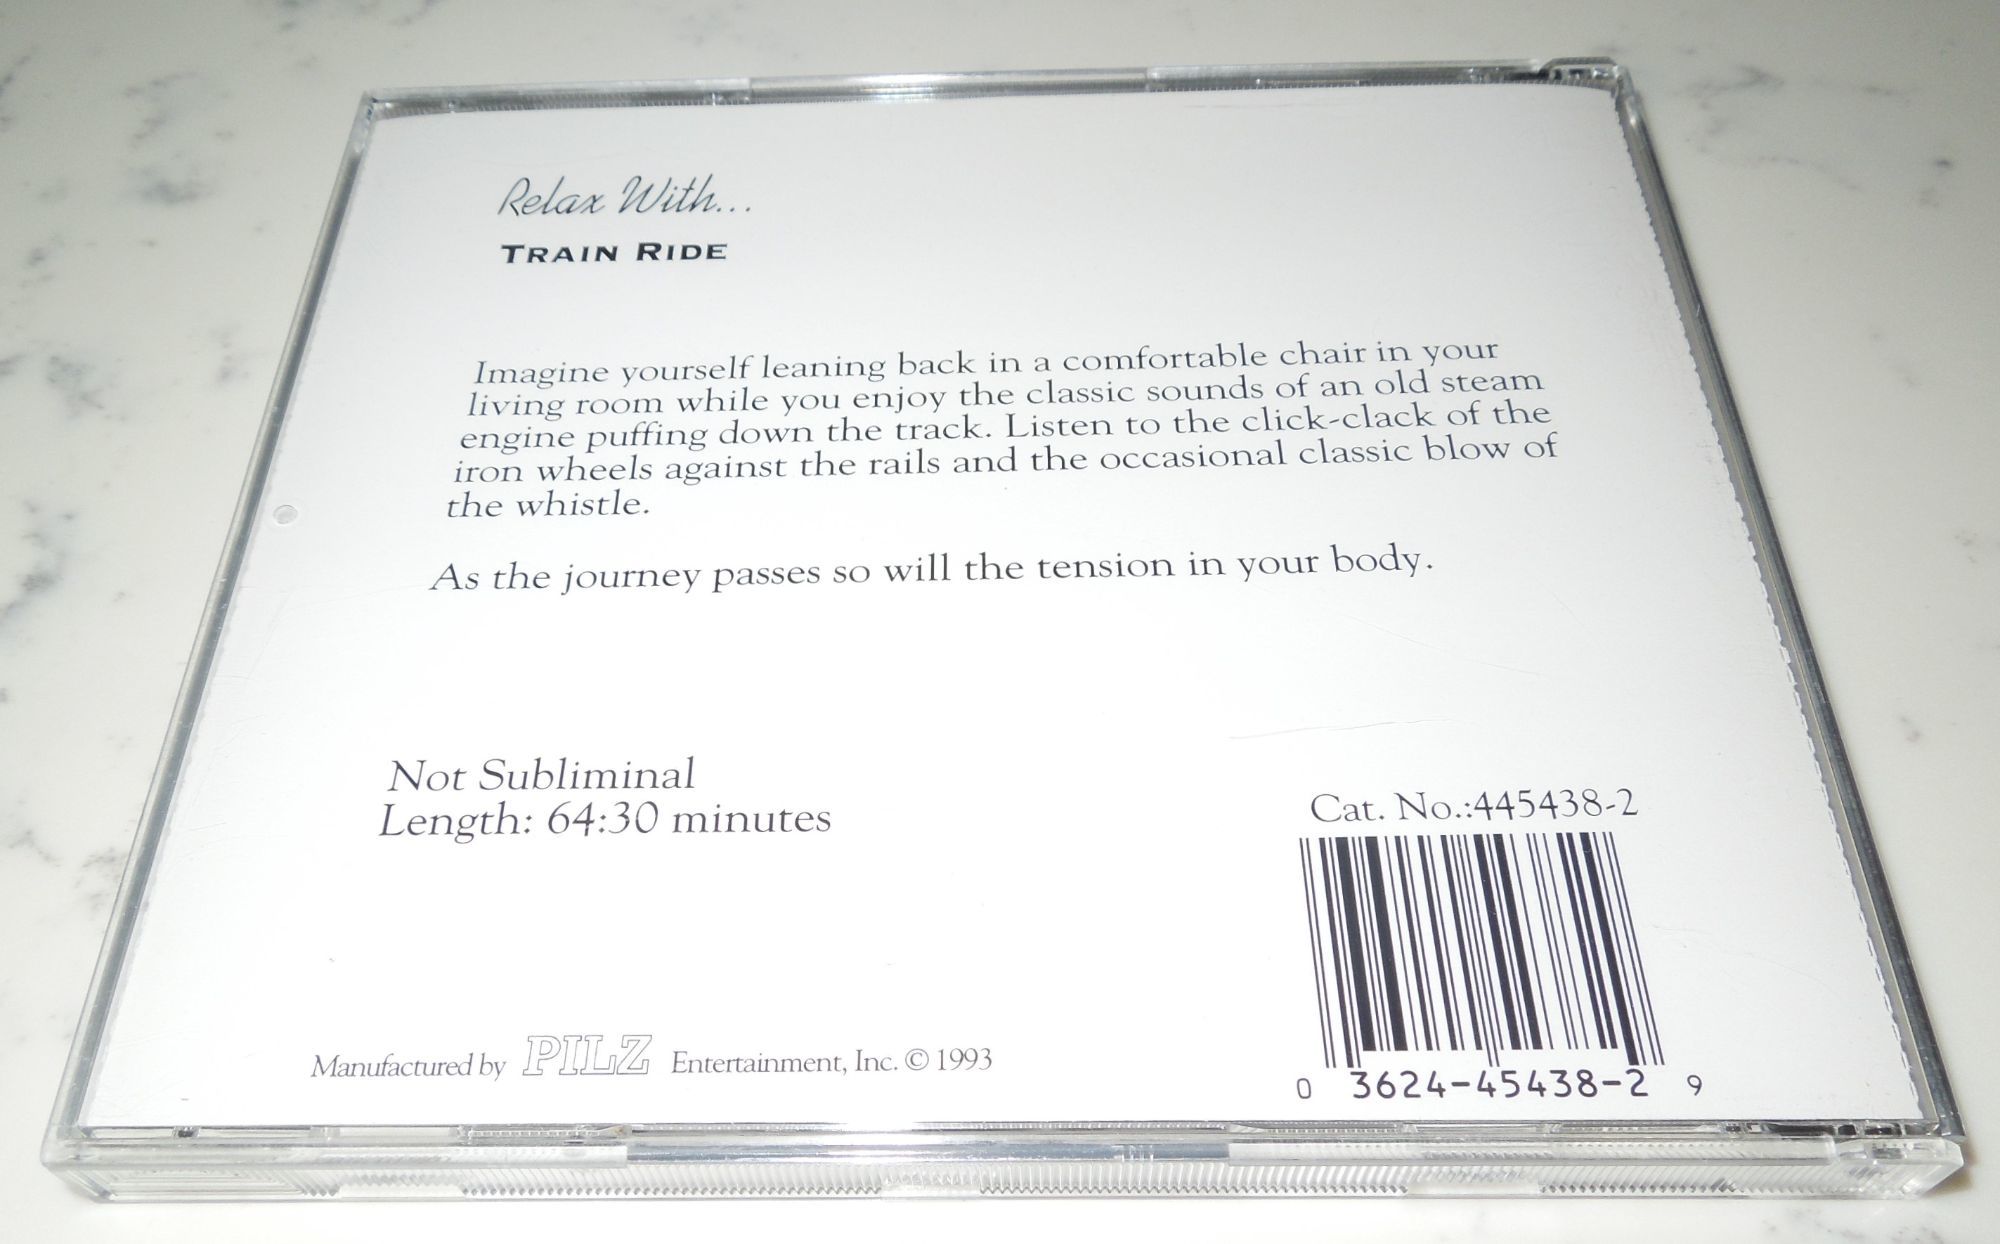 Relax With...
TRAIN RIDE
Imagine yourself leaning back in a comfortable chair in your
living room while you enjoy the classic sounds of an old steam
engine puffing down the track. Listen to the click-clack of the
iron wheels against the rails and the occasional classic blow of
the whistle.
As the journey passes so will the tension in your body.
Not Subliminal
Length: 64:30 minutes
Cat. No.:445438-2
0 3624-45438-2 9
Manufactured by PILZ Entertainment, Inc. © 1993